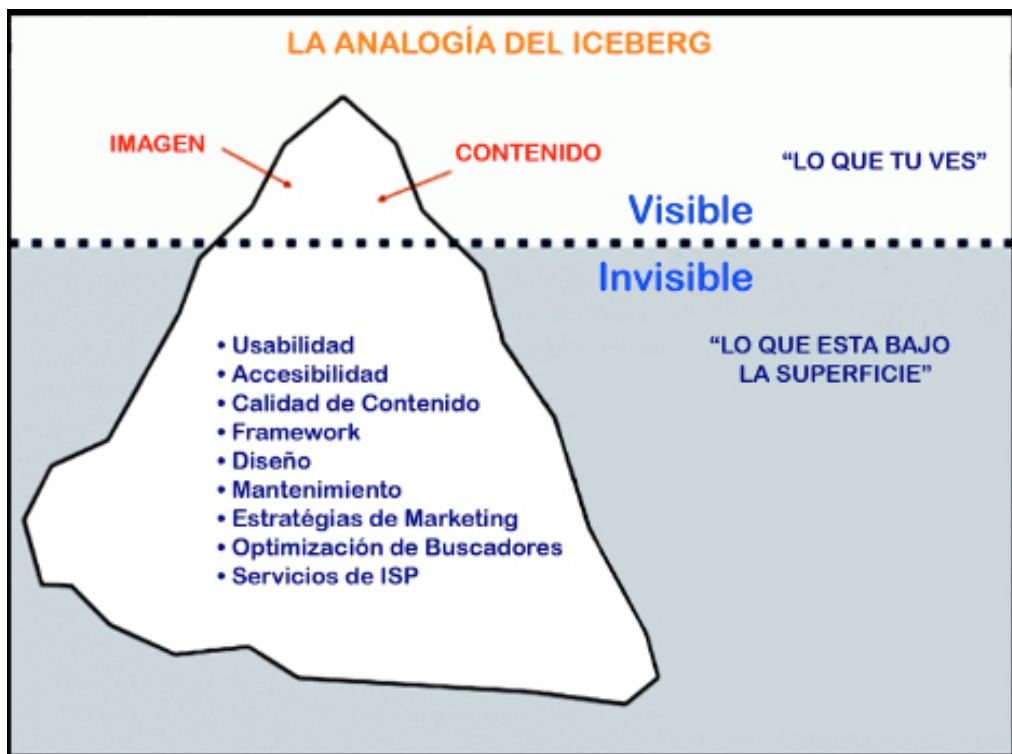 LA ANALOGÍA DEL ICEBERG
IMAGEN
CONTENIDO
“LO QUE TU VES”
Visible
Invisible
“LO QUE ESTA BAJO
LA SUPERFICIE”
• Usabilidad
• Accesibilidad
• Calidad de Contenido
• Framework
• Diseño
• Mantenimiento
• Estratégias de Marketing
• Optimización de Buscadores
• Servicios de ISP